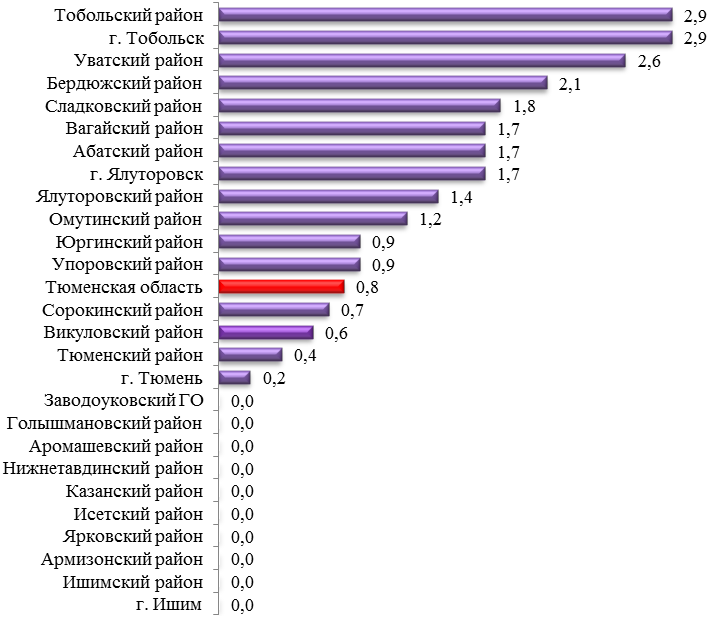 Тобольский район 2,9
г. Тобольск 2,9
Уватский район 2,6
Бердюжский район 2,1
Сладковский район 1,8
Вагайский район 1,7
Абатский район 1,7
г. Ялуторовск 1,7
Ялуторовский район 1,4
Омутинский район 1,2
Юргинский район 0,9
Упоровский район 0,9
Тюменская область 0,8
Сорокинский район 0,7
Викуловский район 0,6
Тюменский район 0,4
г. Тюмень 0,2
Заводоуковский ГО 0,0
Голышмановский район 0,0
Аромашевский район 0,0
Нижнетавдинский район 0,0
Казанский район 0,0
Исетский район 0,0
Ярковский район 0,0
Армизонский район 0,0
Ишимский район 0,0
г. Ишим 0,0